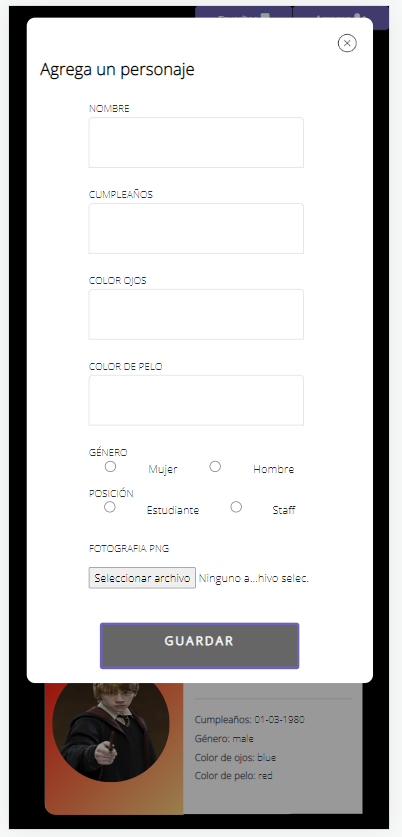 Agrega un personaje
NOMBRE
CUMPLEAÑOS
COLOR OJOS
COLOR DE PELO
GÉNERO
Mujer Hombre
POSICIÓN
Estudiante Staff
FOTOGRAFIA PNG
Seleccionar archivo Ninguno a...hivo selec.
GUARDAR
Cumpleaños: 01-03-1980
Género: male
Color de ojos: blue
Color de pelo: red